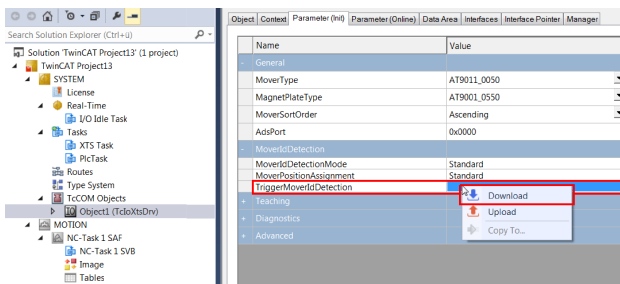 Object
Context
Parameter (Init)
Parameter (Online)
Data Area
Interfaces
Interface Pointer
Manager
Search Solution Explorer (Ctrl+ü)
Solution 'TwinCAT Project13' (1 project)
TwinCAT Project13
SYSTEM
License
Real-Time
I/O Idle Task
Tasks
XTS Task
PlcTask
Routes
Type System
TcCOM Objects
Object1 (TcIoXtsDrv)
MOTION
NC-Task 1 SAF
NC-Task 1 SVB
Image
Tables
Name Value
- General
MoverType AT9011_0050
MagnetPlateType AT9001_0550
MoverSortOrder Ascending
AdsPort 0x0000
- MoverIdDetection
MoverIdDetectionMode Standard
MoverPositionAssignment Standard
TriggerMoverIdDetection
+ Teaching
+ Diagnostics
+ Advanced
Download
Upload
Copy To...